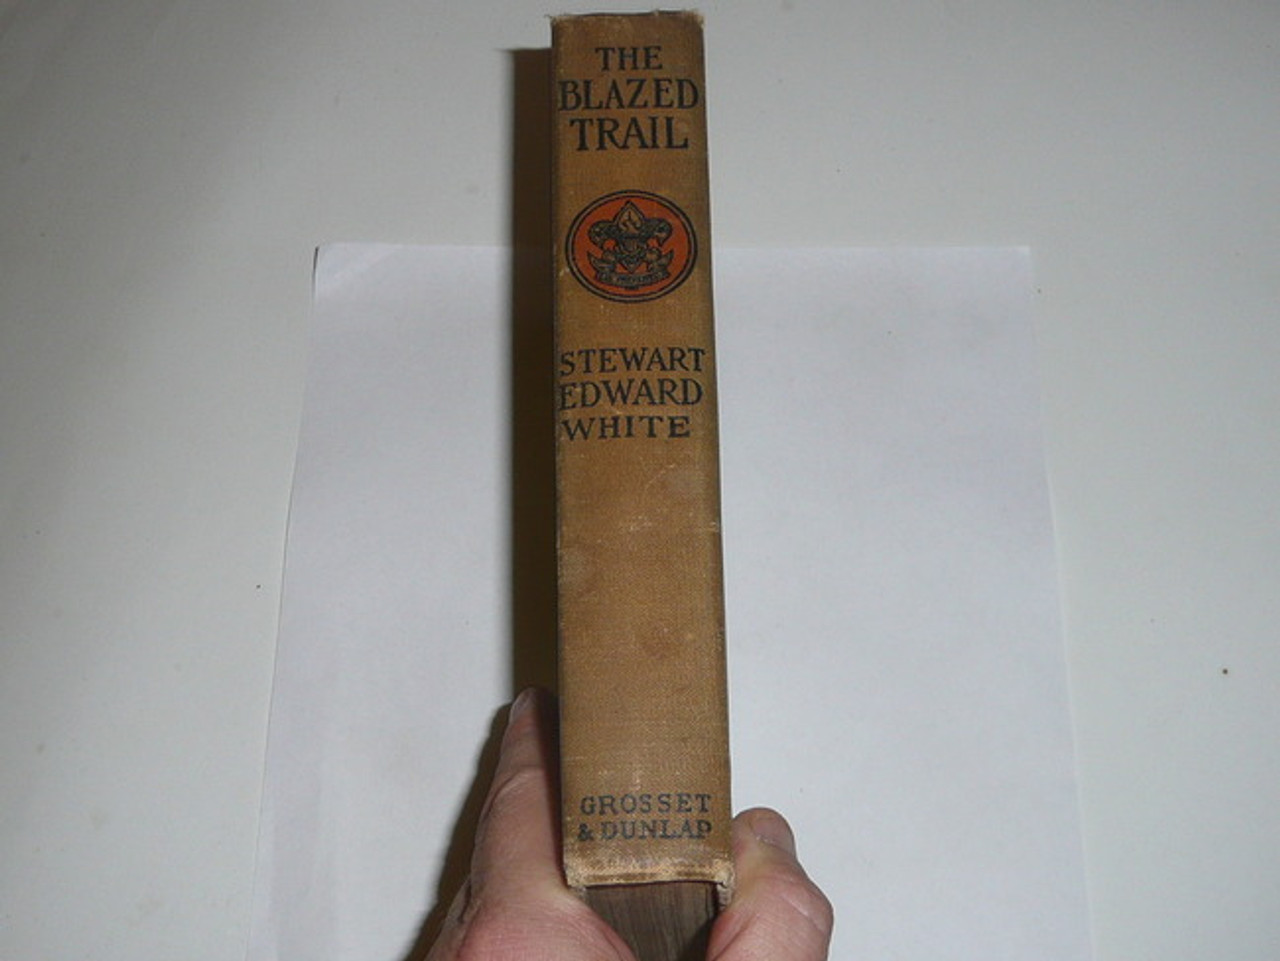 THE
BLAZED
TRAIL
STEWART
EDWARD
WHITE
GROSSET
& DUNLAP